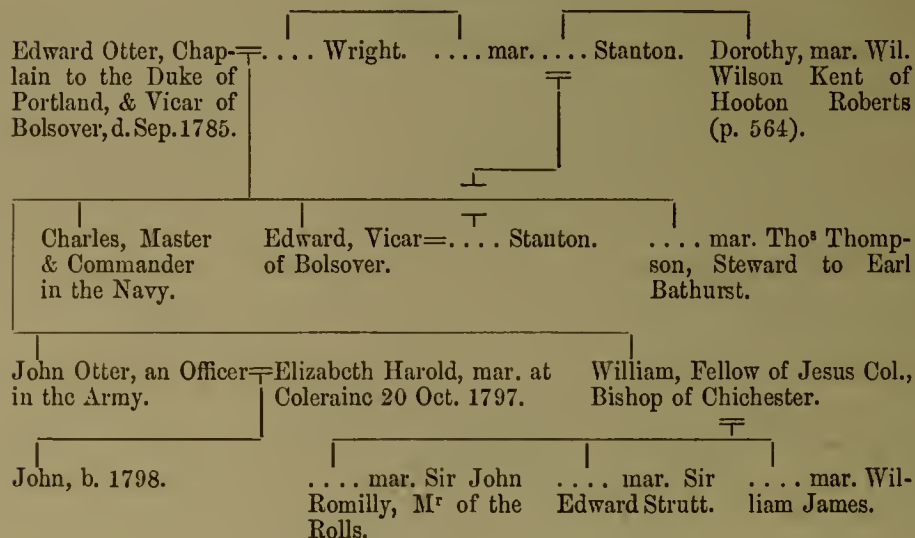 Edward Otter, Chap-
lain to the Duke of
Portland, & Vicar of
Bolsover, d. Sep. 1785.
.... Wright.
.... mar. .... Stanton.
Dorothy, mar. Wil.
Wilson Kent of
Hooton Roberts
(p. 564).
Charles, Master
& Commander
in the Navy.
Edward, Vicar
of Bolsover.
.... Stanton.
.... mar. Thoˢ Thomp-
son, Steward to Earl
Bathurst.
John Otter, an Officer
in the Army.
Elizabeth Harold, mar. at
Coleraine 20 Oct. 1797.
William, Fellow of Jesus Col.,
Bishop of Chichester.
John, b. 1798.
.... mar. Sir John
Romilly, Mʳ of the
Rolls.
.... mar. Sir
Edward Strutt.
.... mar. Wil-
liam James.